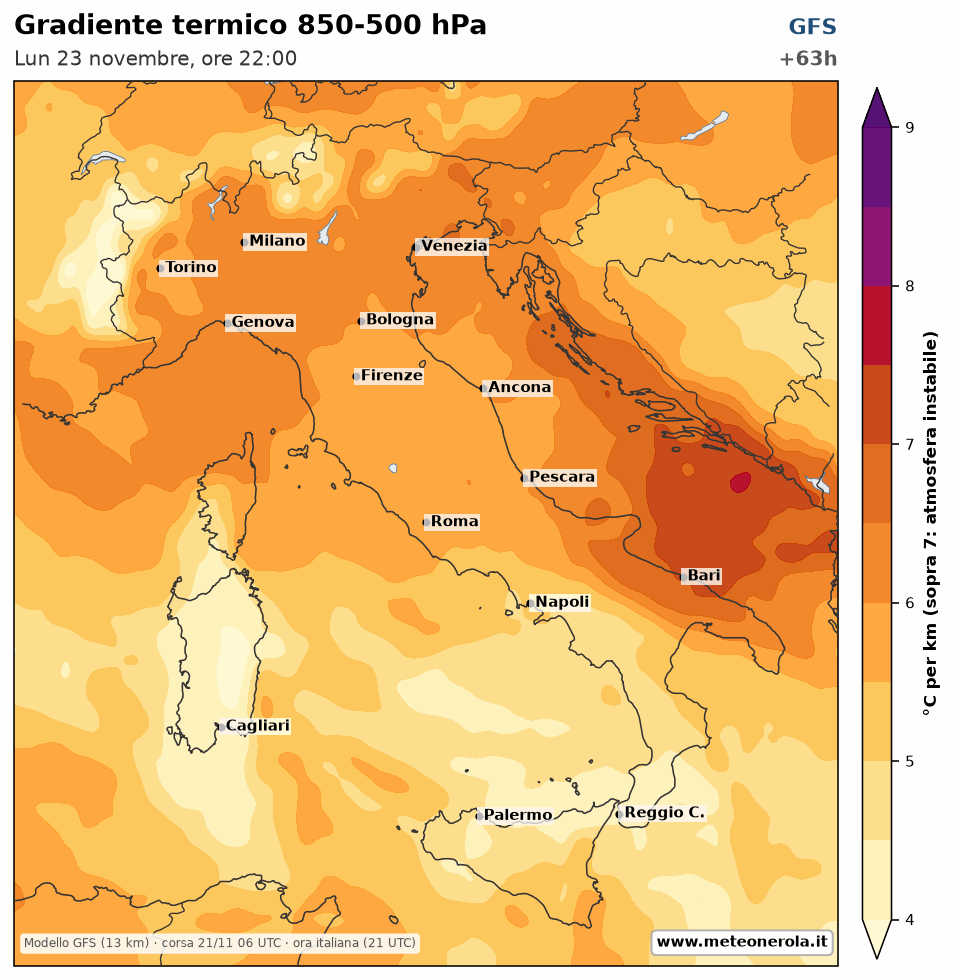 Gradiente termico 850-500 hPa
GFS
Lun 23 novembre, ore 22:00
+63h
Milano
Venezia
Torino
Genova
Bologna
Firenze
Ancona
Pescara
Roma
Bari
Napoli
Cagliari
Palermo
Reggio C.
9
8
7
6
5
4
°C per km (sopra 7: atmosfera instabile)
Modello GFS (13 km) · corsa 21/11 06 UTC · ora italiana (21 UTC)
www.meteonerola.it